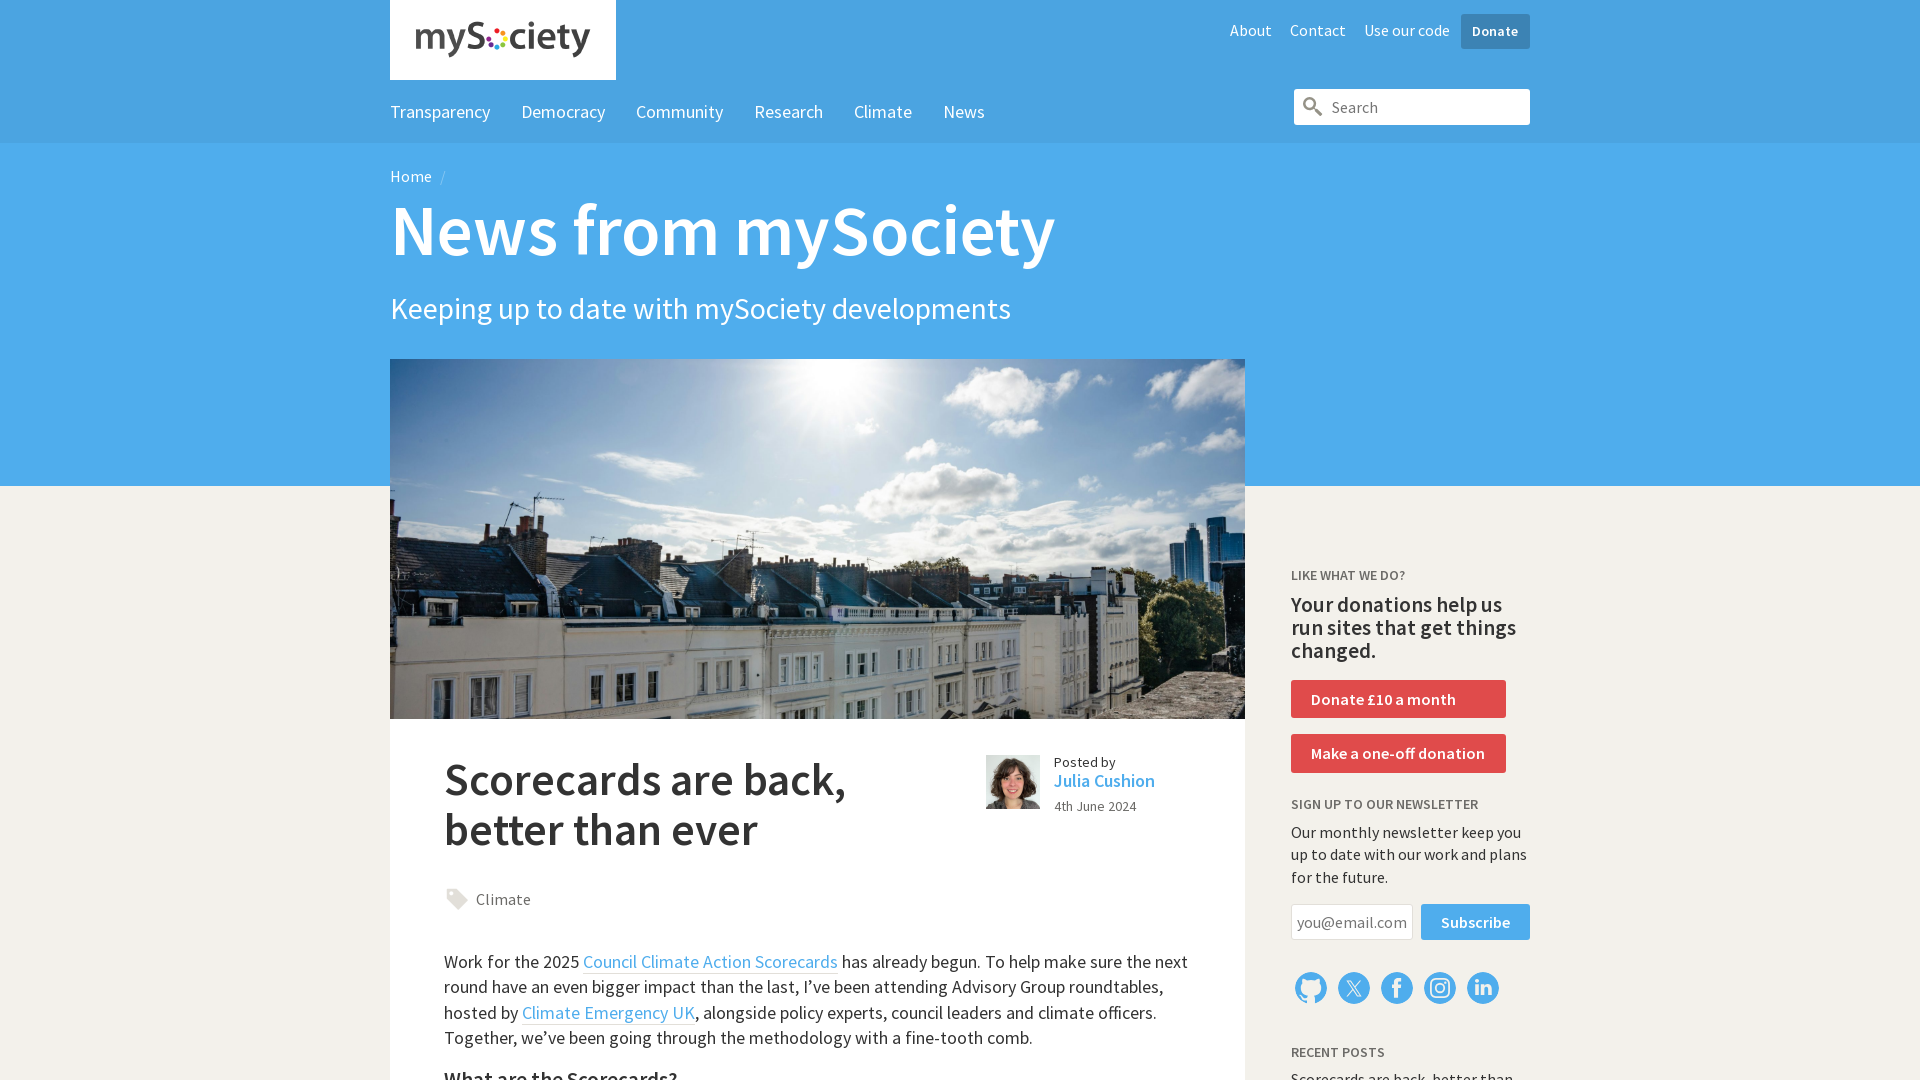 mySociety
About
Contact
Use our code
Donate
Transparency
Democracy
Community
Research
Climate
News
Search
Home /
News from mySociety
Keeping up to date with mySociety developments
Scorecards are back,
better than ever
Posted by
Julia Cushion
4th June 2024
Climate
Work for the 2025 Council Climate Action Scorecards has already begun. To help make sure the next
round have an even bigger impact than the last, I’ve been attending Advisory Group roundtables,
hosted by Climate Emergency UK, alongside policy experts, council leaders and climate officers.
Together, we’ve been going through the methodology with a fine-tooth comb.
What are the Scorecards?
LIKE WHAT WE DO?
Your donations help us
run sites that get things
changed.
Donate £10 a month
Make a one-off donation
SIGN UP TO OUR NEWSLETTER
Our monthly newsletter keep you
up to date with our work and plans
for the future.
you@email.com
Subscribe
RECENT POSTS
Scorecards are back, better than